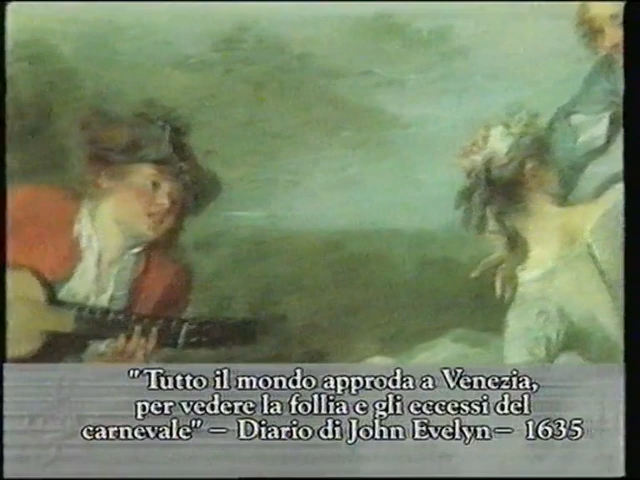 "Tutto il mondo approda a Venezia,
per vedere la follia e gli eccessi del
carnevale" – Diario di John Evelyn – 1635